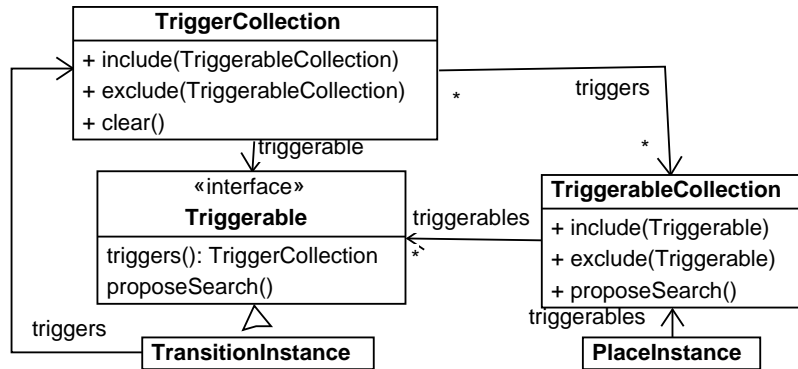 TriggerCollection
+ include(TriggerableCollection)
+ exclude(TriggerableCollection)
+ clear()
*
triggers
*
triggerable
«interface»
Triggerable
triggers(): TriggerCollection
proposeSearch()
triggerables
*
TriggerableCollection
+ include(Triggerable)
+ exclude(Triggerable)
+ proposeSearch()
triggers
triggerables
TransitionInstance
PlaceInstance